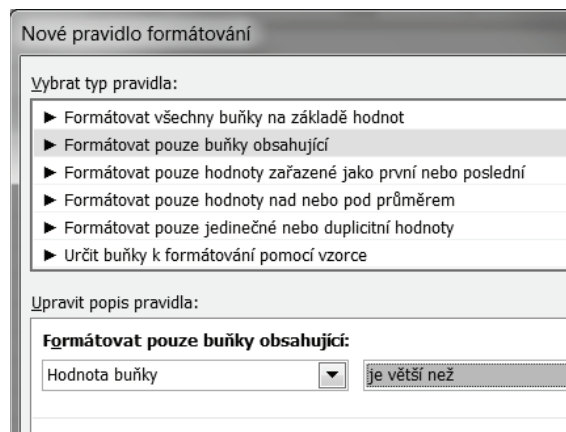 Nové pravidlo formátování
Vybrat typ pravidla:
► Formátovat všechny buňky na základě hodnot
► Formátovat pouze buňky obsahující
► Formátovat pouze hodnoty zařazené jako první nebo poslední
► Formátovat pouze hodnoty nad nebo pod průměrem
► Formátovat pouze jedinečné nebo duplicitní hodnoty
► Určit buňky k formátování pomocí vzorce
Upravit popis pravidla:
Formátovat pouze buňky obsahující:
Hodnota buňky je větší než